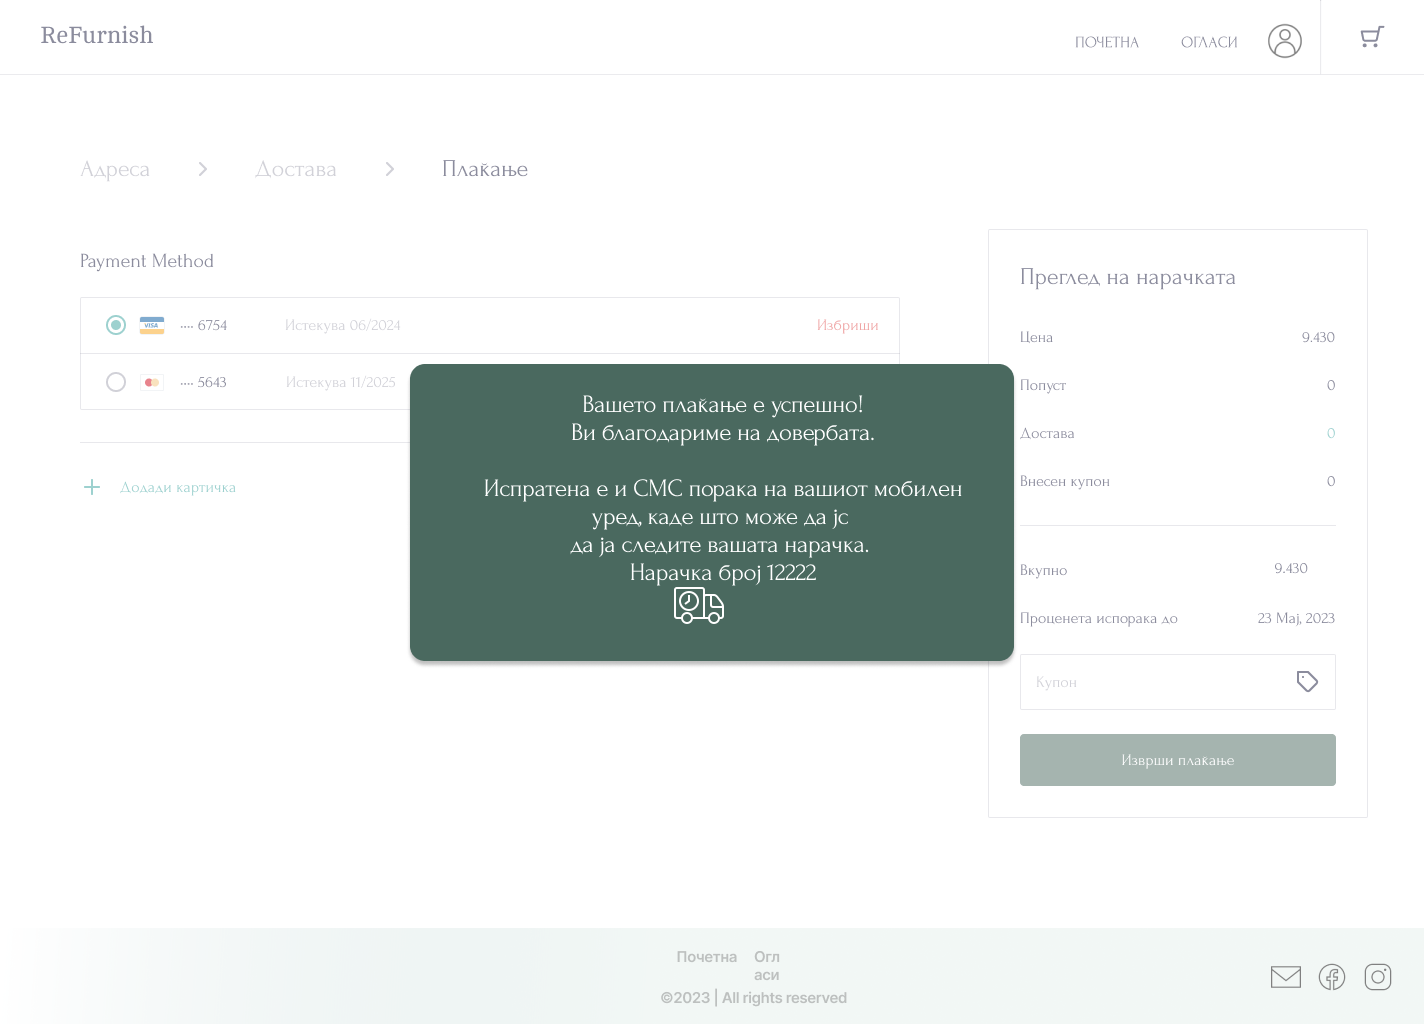 ReFurnish
ПОЧЕТНА
ОГЛАСИ
Адреса
Достава
Плаќање
Payment Method
VISA
···· 6754
Истекува 06/2024
Избриши
···· 5643
Истекува 11/2025
Додади картичка
Вашето плаќање е успешно!
Ви благодариме на довербата.
Испратена е и СМС порака на вашиот мобилен
уред, каде што може да јс
да ја следите вашата нарачка.
Нарачка број 12222
Преглед на нарачката
Цена 9.430
Попуст 0
Достава 0
Внесен купон 0
Вкупно 9.430
Проценета испорака до 23 Мај, 2023
Купон
Изврши плаќање
Почетна
Огл
аси
©2023 | All rights reserved